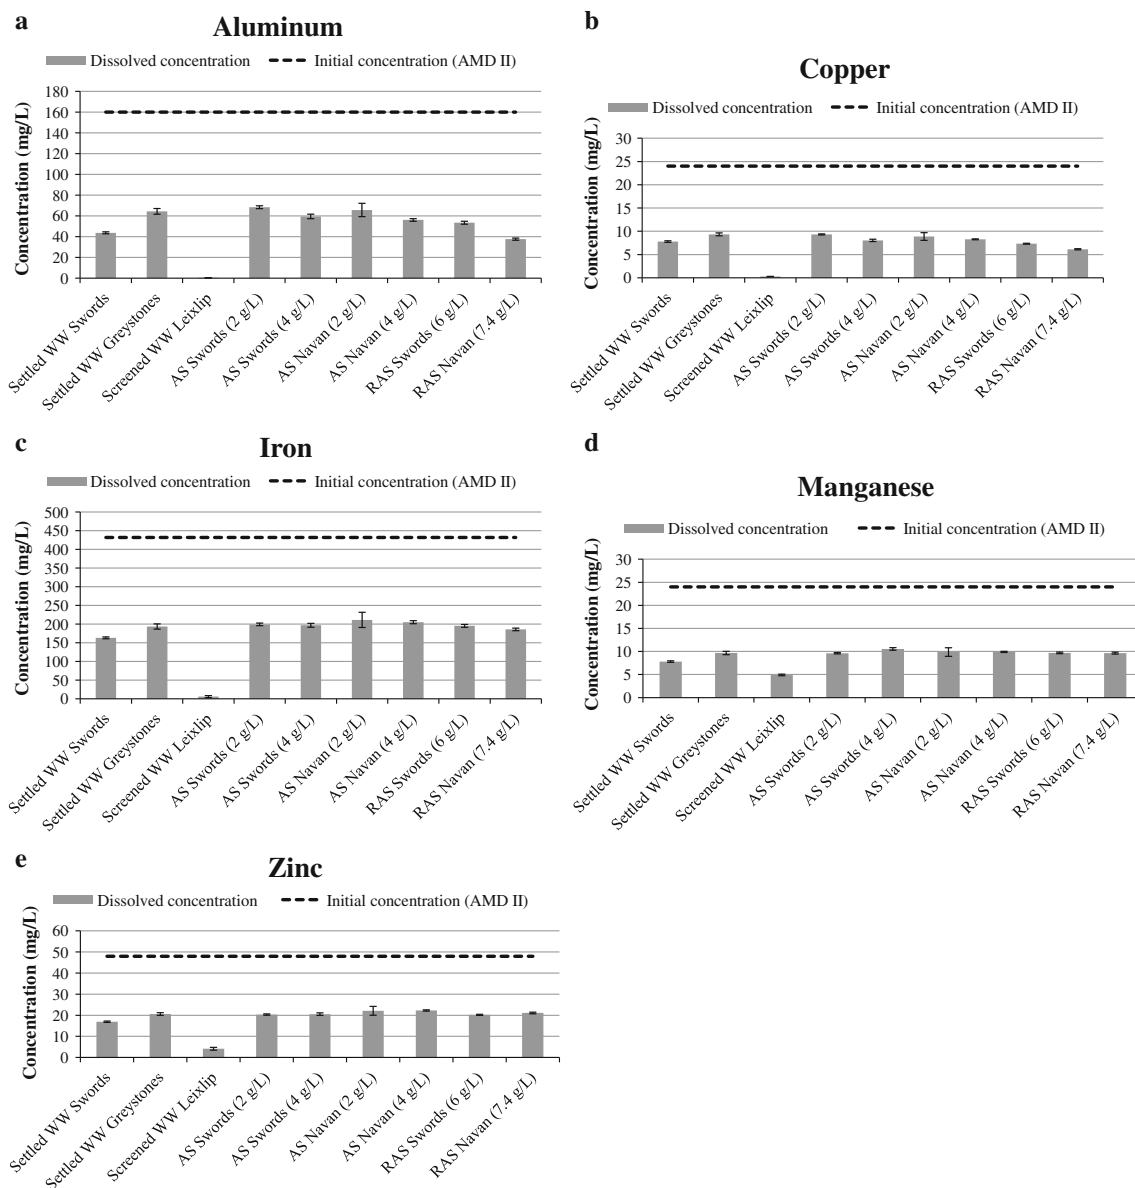 a
Aluminum
Dissolved concentration
Initial concentration (AMD II)
Concentration (mg/L)
180
160
140
120
100
80
60
40
20
0
Settled WW Swords
Settled WW Greystones
Screened WW Leixlip
AS Swords (2 g/L)
AS Swords (4 g/L)
AS Navan (2 g/L)
AS Navan (4 g/L)
RAS Swords (6 g/L)
RAS Navan (7.4 g/L)
b
Copper
Dissolved concentration
Initial concentration (AMD II)
Concentration (mg/L)
30
25
20
15
10
5
0
Settled WW Swords
Settled WW Greystones
Screened WW Leixlip
AS Swords (2 g/L)
AS Swords (4 g/L)
AS Navan (2 g/L)
AS Navan (4 g/L)
RAS Swords (6 g/L)
RAS Navan (7.4 g/L)
c
Iron
Dissolved concentration
Initial concentration (AMD II)
Concentration (mg/L)
500
450
400
350
300
250
200
150
100
50
0
Settled WW Swords
Settled WW Greystones
Screened WW Leixlip
AS Swords (2 g/L)
AS Swords (4 g/L)
AS Navan (2 g/L)
AS Navan (4 g/L)
RAS Swords (6 g/L)
RAS Navan (7.4 g/L)
d
Manganese
Dissolved concentration
Initial concentration (AMD II)
Concentration (mg/L)
30
25
20
15
10
5
0
Settled WW Swords
Settled WW Greystones
Screened WW Leixlip
AS Swords (2 g/L)
AS Swords (4 g/L)
AS Navan (2 g/L)
AS Navan (4 g/L)
RAS Swords (6 g/L)
RAS Navan (7.4 g/L)
e
Zinc
Dissolved concentration
Initial concentration (AMD II)
Concentration (mg/L)
60
50
40
30
20
10
0
Settled WW Swords
Settled WW Greystones
Screened WW Leixlip
AS Swords (2 g/L)
AS Swords (4 g/L)
AS Navan (2 g/L)
AS Navan (4 g/L)
RAS Swords (6 g/L)
RAS Navan (7.4 g/L)